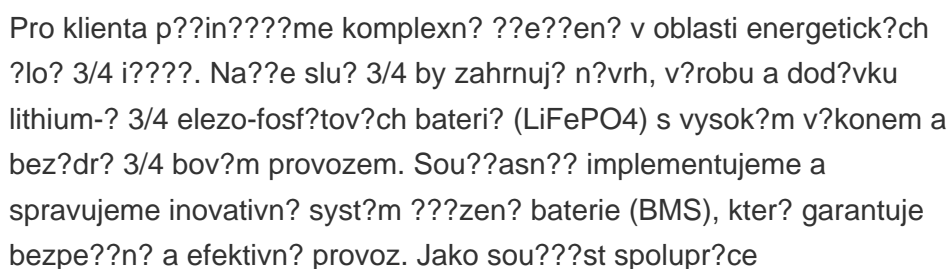 Pro klienta p??in????me komplexn? ??e??en? v oblasti energetick?ch
?lo? 3/4 i????. Na??e slu? 3/4 by zahrnuj? n?vrh, v?robu a dod?vku
lithium-? 3/4 elezo-fosf?tov?ch bateri? (LiFePO4) s vysok?m v?konem a
bez?dr? 3/4 bov?m provozem. Sou??asn?? implementujeme a
spravujeme inovativn? syst?m ???zen? baterie (BMS), kter? garantuje
bezpe??n? a efektivn? provoz. Jako sou???st spolupr?ce